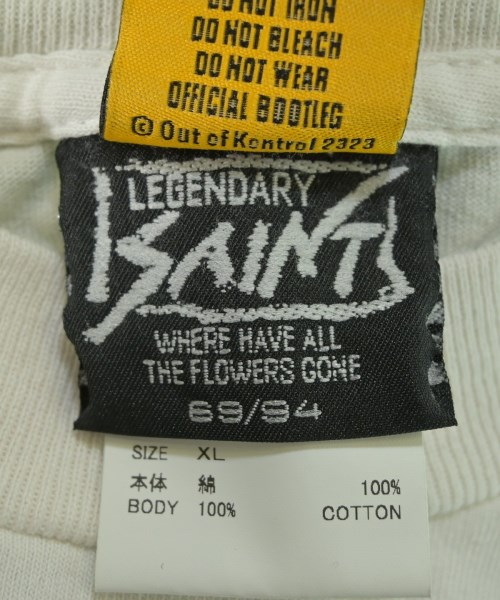 DO NOT IRON
DO NOT BLEACH
DO NOT WEAR
OFFICIAL BOOTLEG
© Out of Kontrol 2323
LEGENDARY
SAINTS
WHERE HAVE ALL
THE FLOWERS GONE
69/94
SIZE XL
本体 綿 100%
BODY 100% COTTON